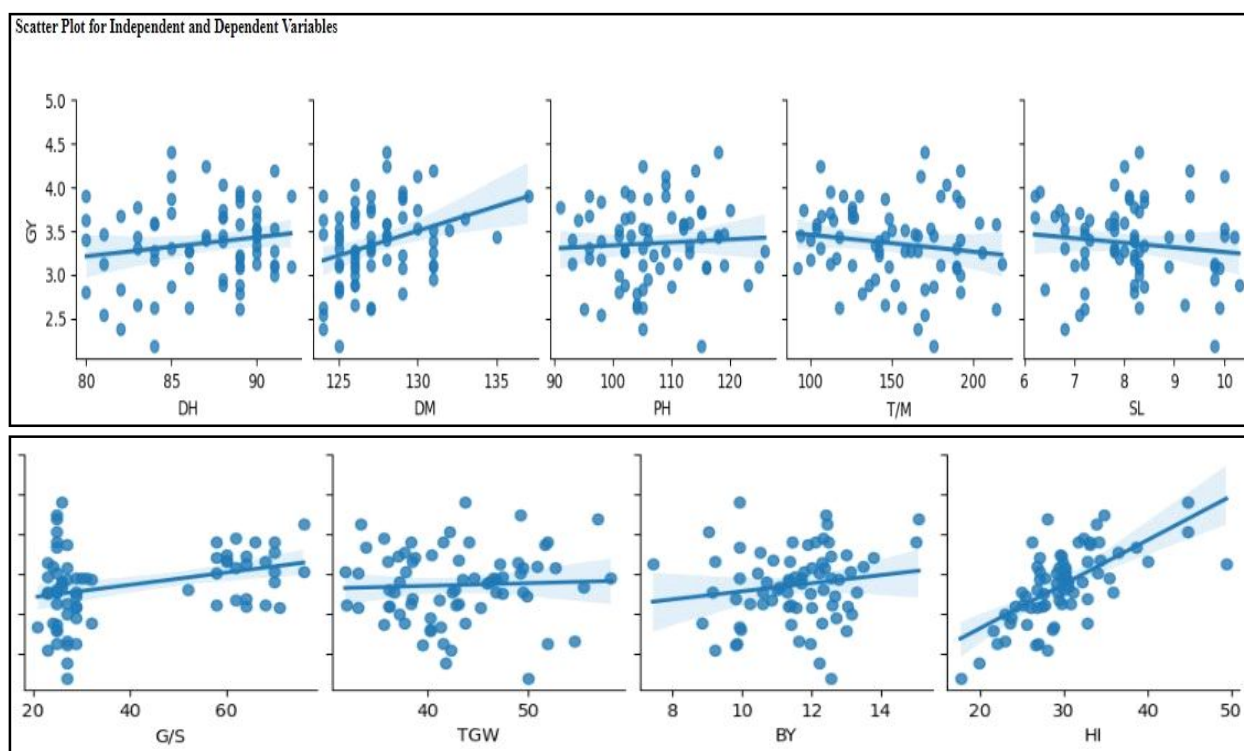 Scatter Plot for Independent and Dependent Variables
5.0
4.5
4.0
3.5
3.0
2.5
GY
80 85 90 125 130 135 90 100 110 120 100 150 200 6 7 8 9 10
DH DM PH T/M SL
20 40 60 40 50 8 10 12 14 20 30 40 50
G/S TGW BY HI